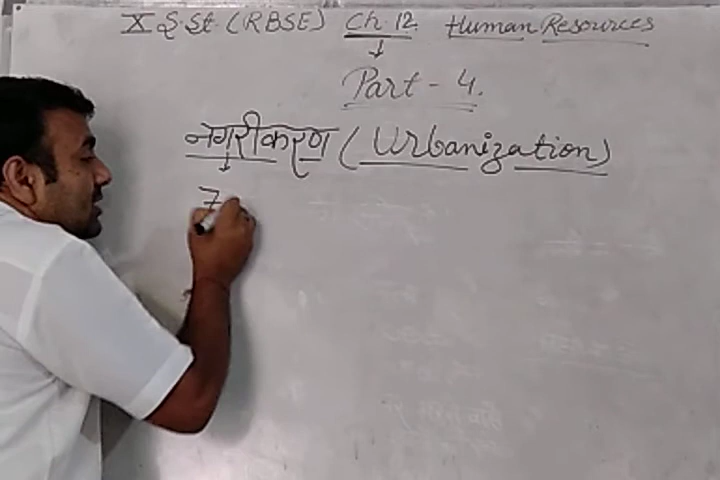 X S.St. (RBSE) Ch. 12. Human Resources
Part - 4.
नगरीकरण (Urbanization)